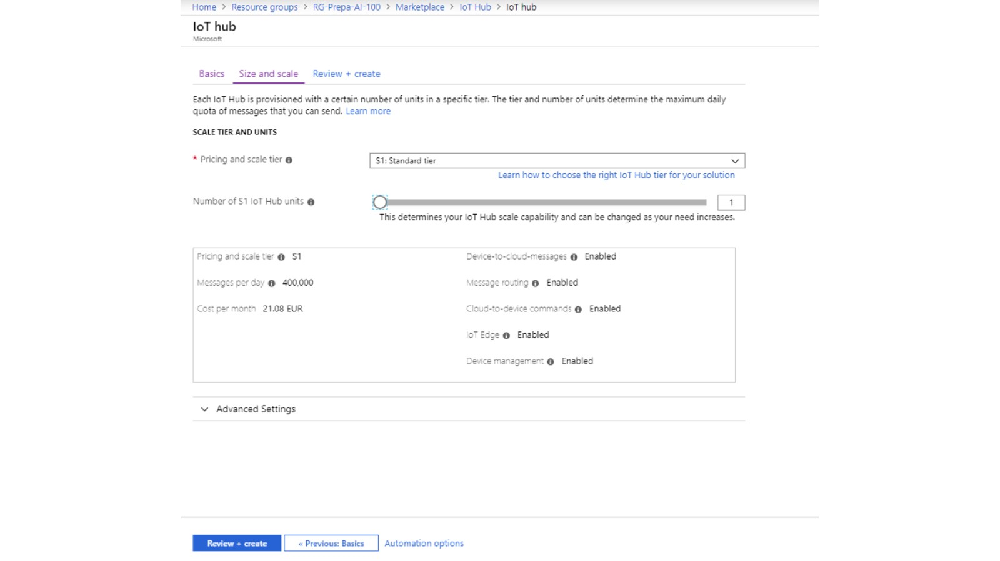 Home > Resource groups > RG-Prepa-AI-100 > Marketplace > IoT Hub > IoT hub
IoT hub
Microsoft
Basics Size and scale Review + create
Each IoT Hub is provisioned with a certain number of units in a specific tier. The tier and number of units determine the maximum daily
quota of messages that you can send. Learn more
SCALE TIER AND UNITS
* Pricing and scale tier S1: Standard tier
Learn how to choose the right IoT Hub tier for your solution
Number of S1 IoT Hub units 1
This determines your IoT Hub scale capability and can be changed as your need increases.
Pricing and scale tier S1
Messages per day 400,000
Cost per month 21.08 EUR
Device-to-cloud-messages Enabled
Message routing Enabled
Cloud-to-device commands Enabled
IoT Edge Enabled
Device management Enabled
Advanced Settings
Review + create « Previous: Basics Automation options